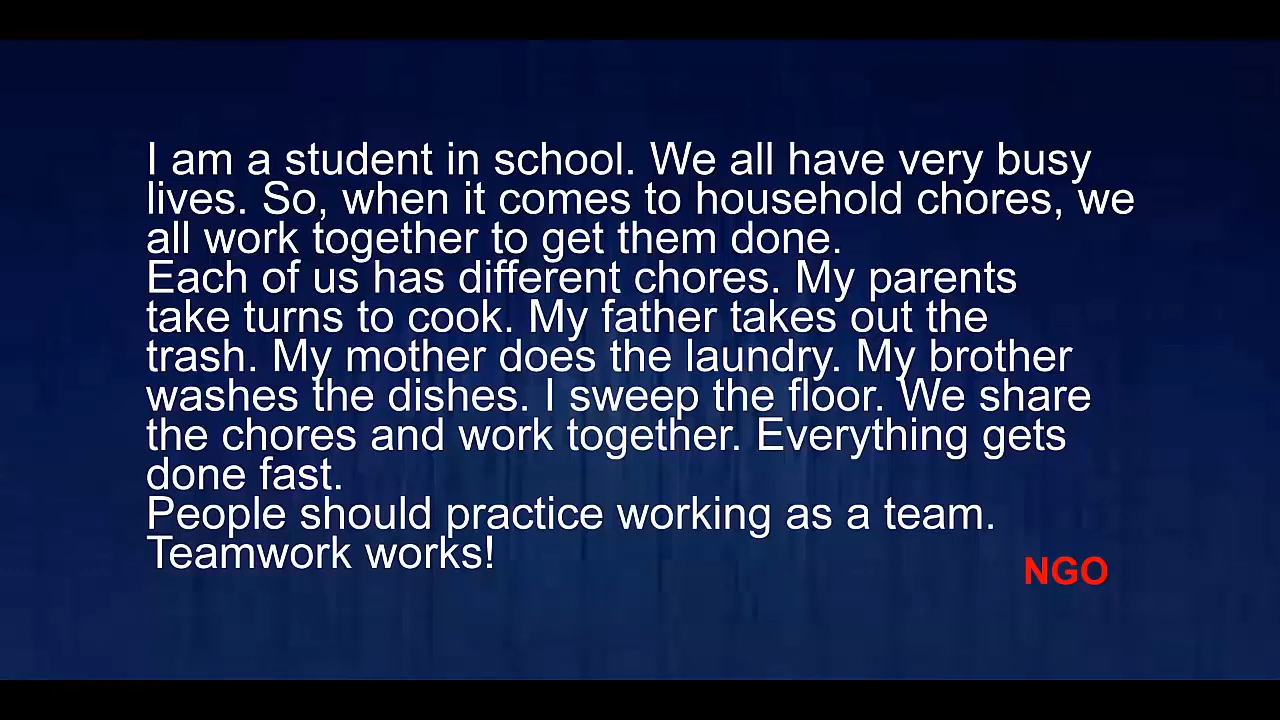 I am a student in school. We all have very busy
lives. So, when it comes to household chores, we
all work together to get them done.
Each of us has different chores. My parents
take turns to cook. My father takes out the
trash. My mother does the laundry. My brother
washes the dishes. I sweep the floor. We share
the chores and work together. Everything gets
done fast.
People should practice working as a team.
Teamwork works!
NGO